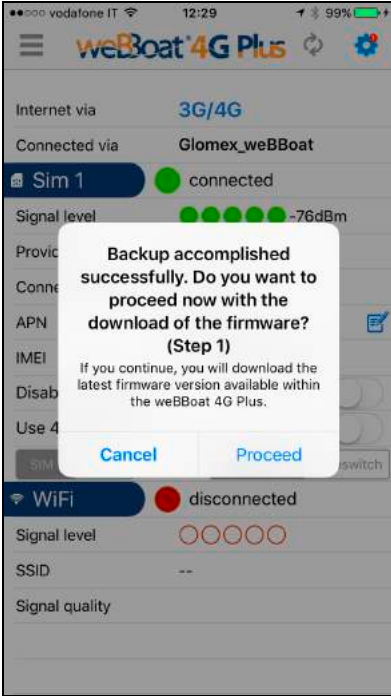 vodafone IT 12:29 99%
weBBoat 4G Plus
Internet via 3G/4G
Connected via Glomex_weBBoat
Sim 1 connected
Signal level -76dBm
Provic
Backup accomplished
successfully. Do you want to
Conne
proceed now with the
APN
download of the firmware?
(Step 1)
IMEI
If you continue, you will download the
Disab
latest firmware version available within
the weBBoat 4G Plus.
Use 4
Cancel Proceed
SIM
switch
WiFi disconnected
Signal level
SSID --
Signal quality